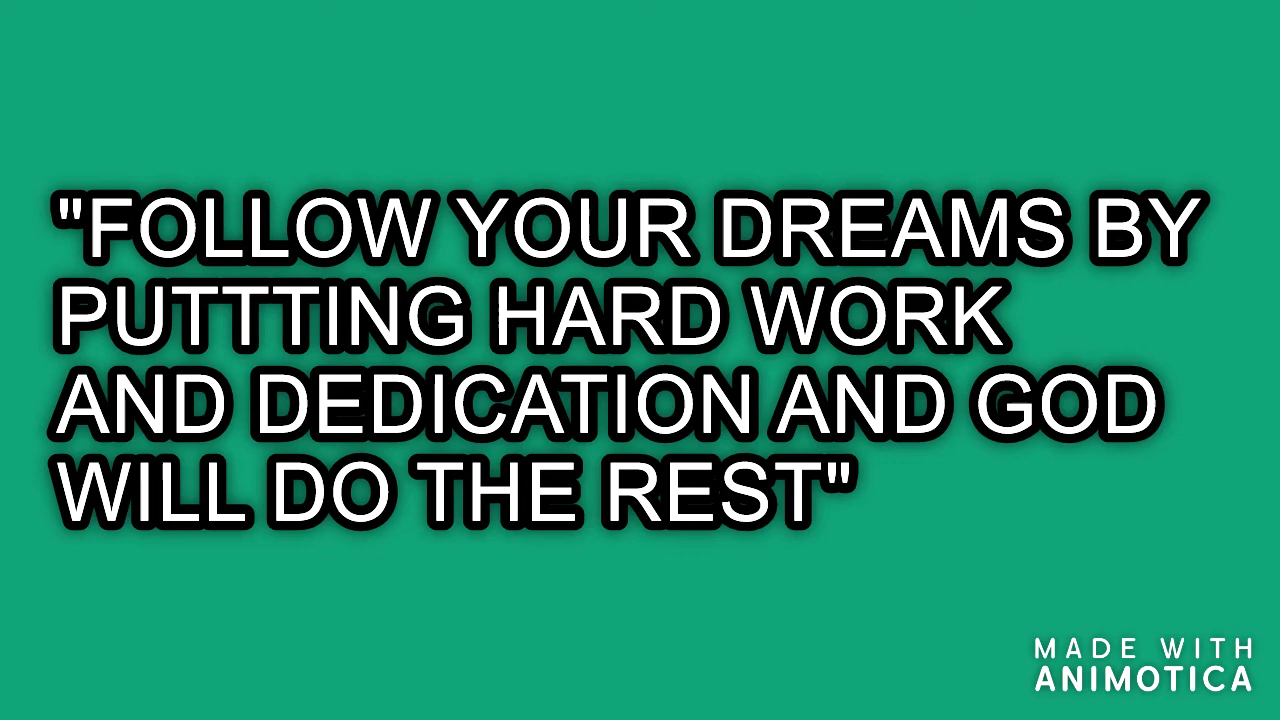 "FOLLOW YOUR DREAMS BY
PUTTTING HARD WORK
AND DEDICATION AND GOD
WILL DO THE REST"
MADE WITH
ANIMOTICA